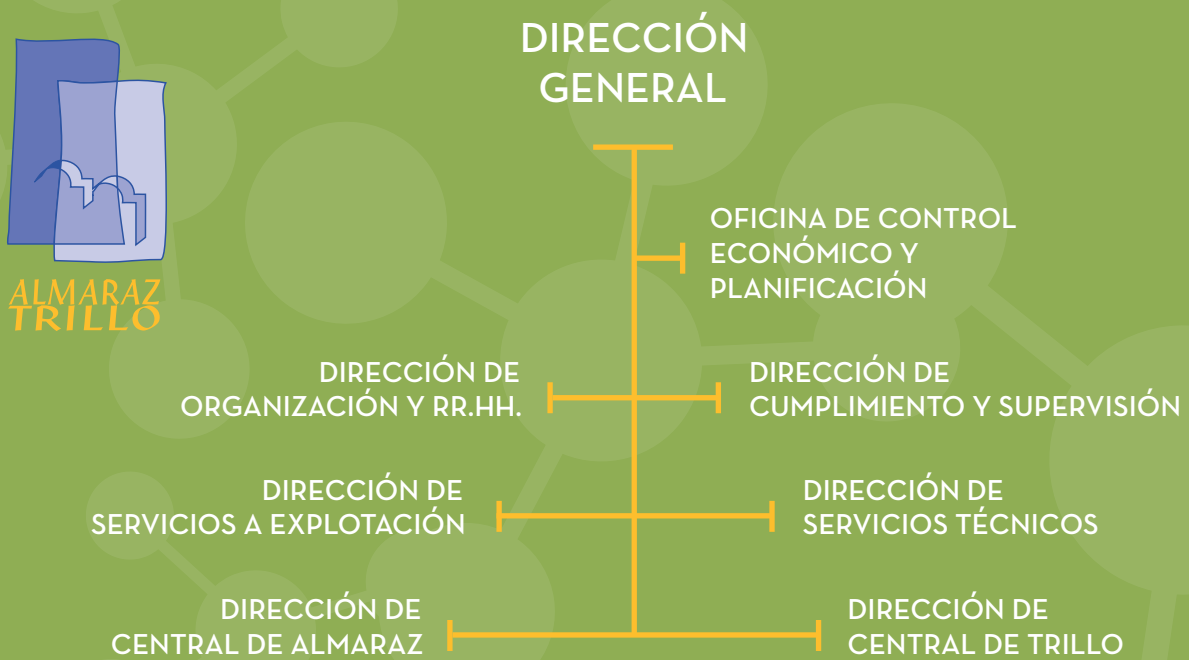 DIRECCIÓN
GENERAL
ALMARAZ
TRILLO
OFICINA DE CONTROL
ECONÓMICO Y
PLANIFICACIÓN
DIRECCIÓN DE
ORGANIZACIÓN Y RR.HH.
DIRECCIÓN DE
CUMPLIMIENTO Y SUPERVISIÓN
DIRECCIÓN DE
SERVICIOS A EXPLOTACIÓN
DIRECCIÓN DE
SERVICIOS TÉCNICOS
DIRECCIÓN DE
CENTRAL DE ALMARAZ
DIRECCIÓN DE
CENTRAL DE TRILLO